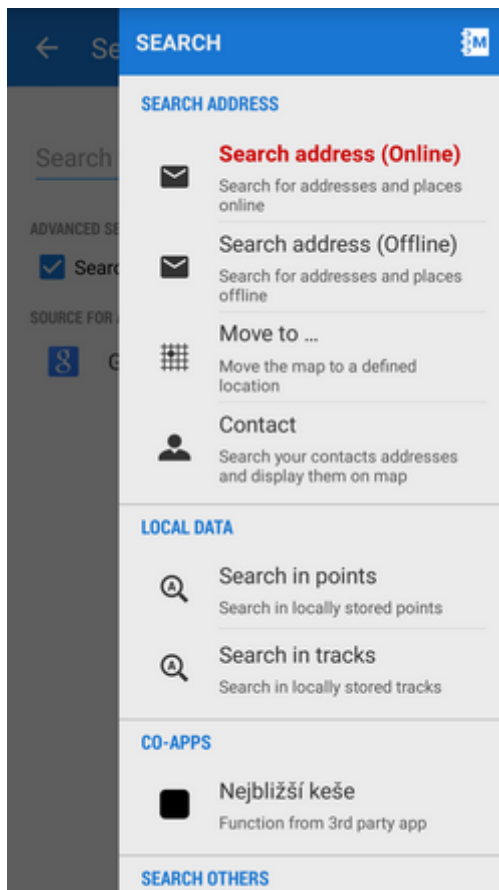 Se
SEARCH
M
SEARCH ADDRESS
Search
Search address (Online)
Search for addresses and places
online
ADVANCED SE
Search address (Offline)
Searc
Search for addresses and places
offline
SOURCE FOR A
Move to ...
8 G
Move the map to a defined
location
Contact
Search your contacts addresses
and display them on map
LOCAL DATA
A
Search in points
Search in locally stored points
A
Search in tracks
Search in locally stored tracks
CO-APPS
Nejbližší keše
Function from 3rd party app
SEARCH OTHERS